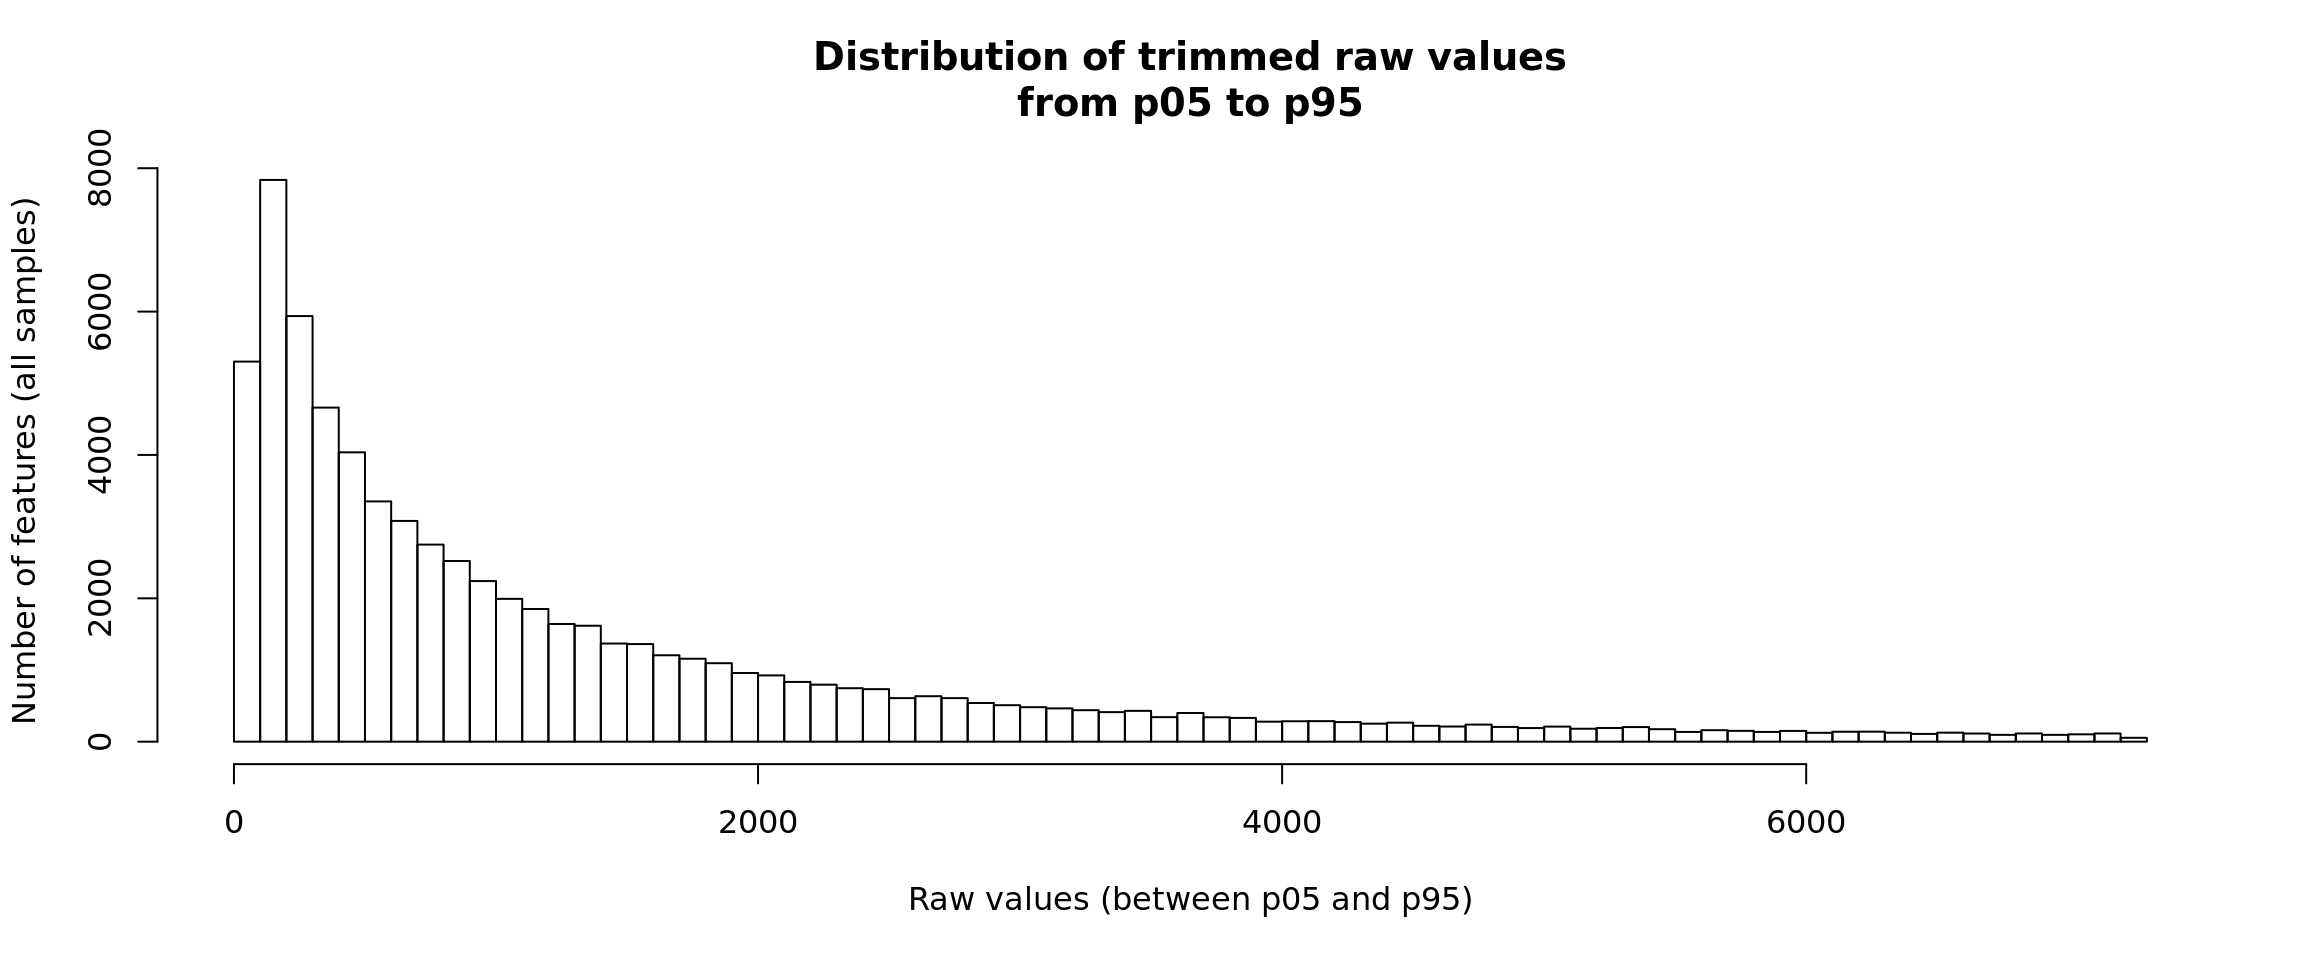 Distribution of trimmed raw values
from p05 to p95
Number of features (all samples)
8000
6000
4000
2000
0
0 2000 4000 6000
Raw values (between p05 and p95)